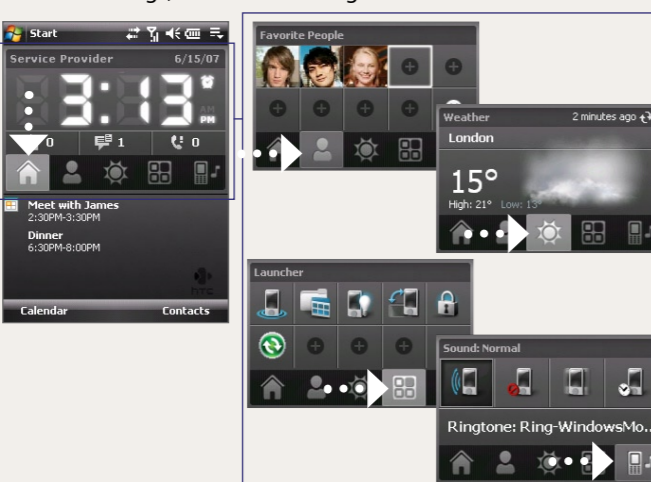 Start
Service Provider 6/15/07
3:13
AM
PM
0 1 0
Meet with James
2:30PM-3:30PM
Dinner
6:30PM-8:00PM
hTC
Calendar Contacts
Favorite People
Weather 2 minutes ago
London
15°
High: 21° Low: 13°
Launcher
Sound: Normal
Ringtone: Ring-WindowsMo...